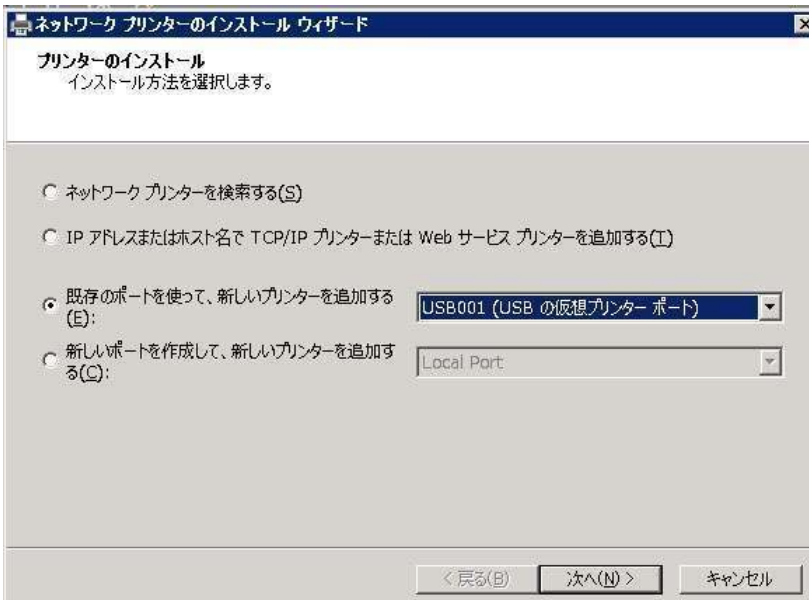 ネットワーク プリンターのインストール ウィザード
プリンターのインストール
インストール方法を選択します。
ネットワーク プリンターを検索する(S)
IP アドレスまたはホスト名で TCP/IP プリンターまたは Web サービス プリンターを追加する(T)
既存のポートを使って、新しいプリンターを追加する
(E):
USB001 (USB の仮想プリンター ポート)
新しいポートを作成して、新しいプリンターを追加す
る(C):
Local Port
< 戻る(B)
次へ(N) >
キャンセル